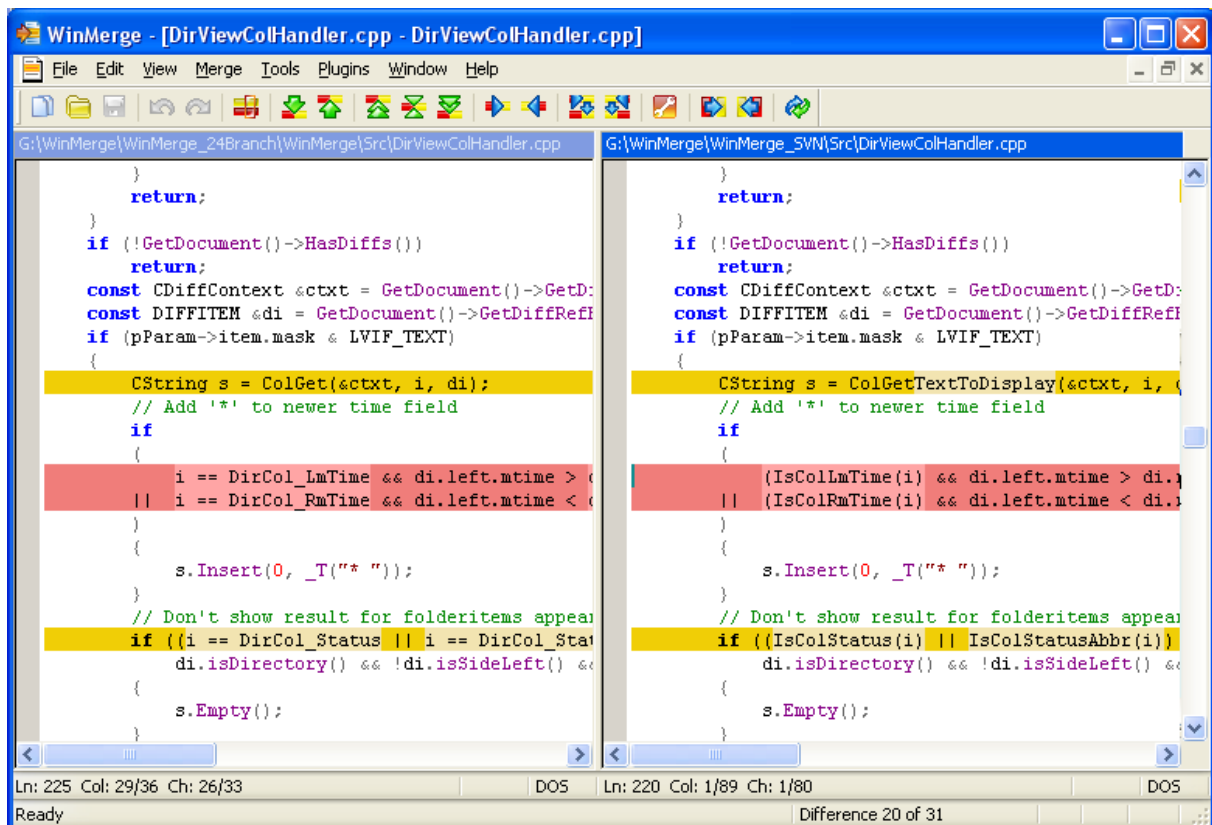 WinMerge - [DirViewColHandler.cpp - DirViewColHandler.cpp]
File Edit View Merge Tools Plugins Window Help
G:\WinMerge\WinMerge_24Branch\WinMerge\Src\DirViewColHandler.cpp
}
return;
}
if (!GetDocument()->HasDiffs())
return;
const CDiffContext &ctxt = GetDocument()->GetD
const DIFFITEM &di = GetDocument()->GetDiffRef
if (pParam->item.mask & LVIF_TEXT)
{
CString s = ColGet(&ctxt, i, di);
// Add '*' to newer time field
if
(
i == DirCol_LmTime && di.left.mtime >
|| i == DirCol_RmTime && di.left.mtime <
)
{
s.Insert(0, _T("* "));
}
// Don't show result for folderitems appear
if ((i == DirCol_Status || i == DirCol_Stat
di.isDirectory() && !di.isSideLeft() &
{
s.Empty();
}
Ln: 225 Col: 29/36 Ch: 26/33 DOS
G:\WinMerge\WinMerge_SVN\Src\DirViewColHandler.cpp
}
return;
}
if (!GetDocument()->HasDiffs())
return;
const CDiffContext &ctxt = GetDocument()->GetD
const DIFFITEM &di = GetDocument()->GetDiffRef
if (pParam->item.mask & LVIF_TEXT)
{
CString s = ColGetTextToDisplay(&ctxt, i,
// Add '*' to newer time field
if
(
(IsColLmTime(i) && di.left.mtime > di.
|| (IsColRmTime(i) && di.left.mtime < di.
)
{
s.Insert(0, _T("* "));
}
// Don't show result for folderitems appear
if ((IsColStatus(i) || IsColStatusAbbr(i))
di.isDirectory() && !di.isSideLeft() &
{
s.Empty();
}
Ln: 220 Col: 1/89 Ch: 1/80 DOS
Ready Difference 20 of 31